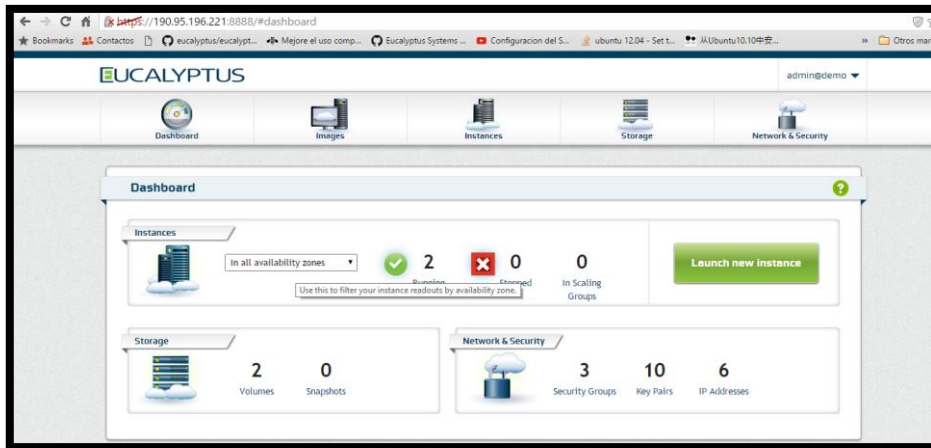 https://190.95.196.221:8888/#dashboard
Bookmarks Contactos eucalyptus/eucalypt... Mejore el uso comp... Eucalyptus Systems ... Configuracion del S... ubuntu 12.04 - Set t... 从Ubuntu10.10中安... » Otros mar
EUCALYPTUS
admin@demo
Dashboard Images Instances Storage Network & Security
Dashboard
?
Instances
In all availability zones
2 0 0
Running Stopped In Scaling
Groups
Use this to filter your instance readouts by availability zone.
Launch new instance
Storage
2 0
Volumes Snapshots
Network & Security
3 10 6
Security Groups Key Pairs IP Addresses